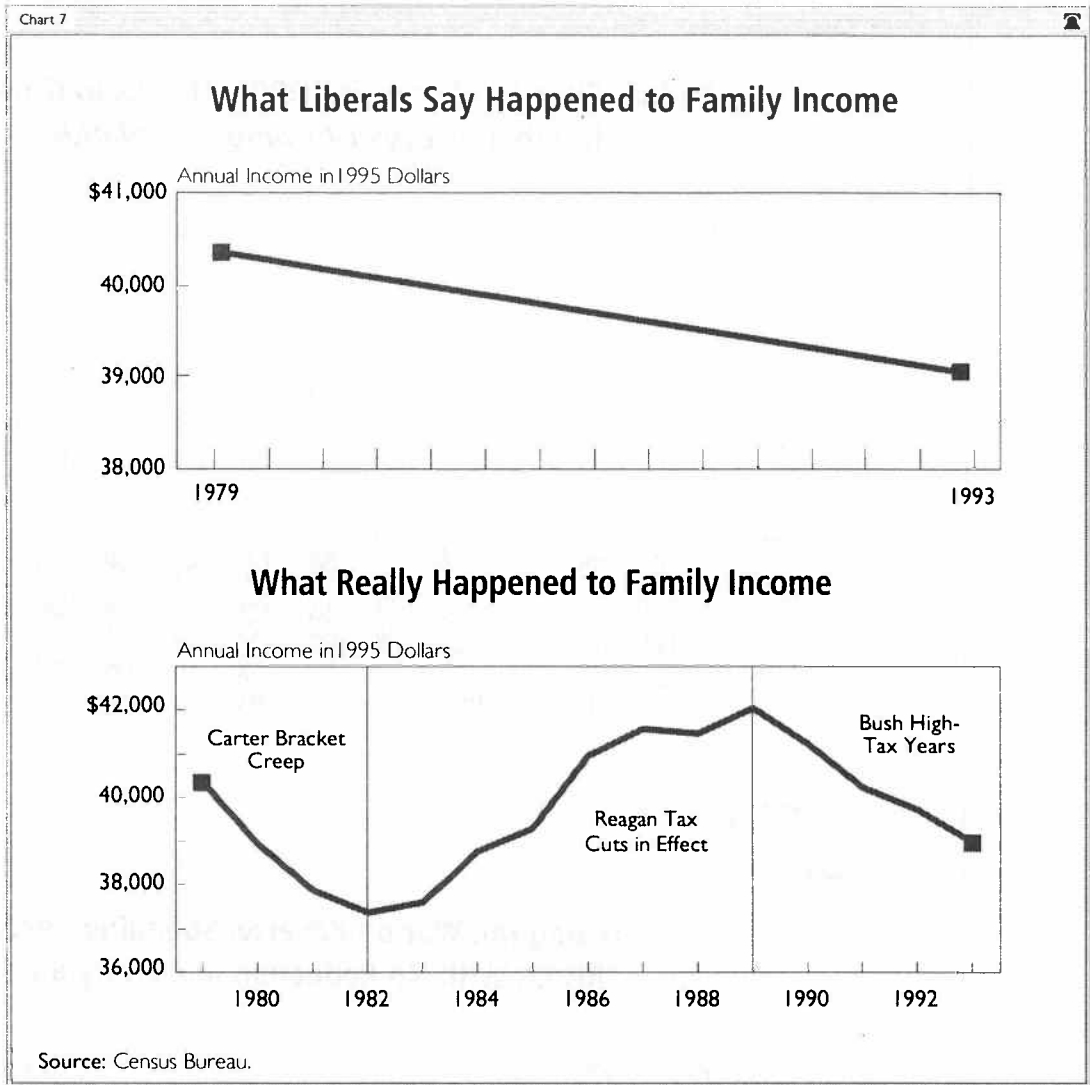 Chart 7
What Liberals Say Happened to Family Income
Annual Income in 1995 Dollars
$41,000
40,000
39,000
38,000
1979
1993
What Really Happened to Family Income
Annual Income in 1995 Dollars
$42,000
40,000
38,000
36,000
Carter Bracket
Creep
Reagan Tax
Cuts in Effect
Bush High-
Tax Years
1980
1982
1984
1986
1988
1990
1992
Source: Census Bureau.